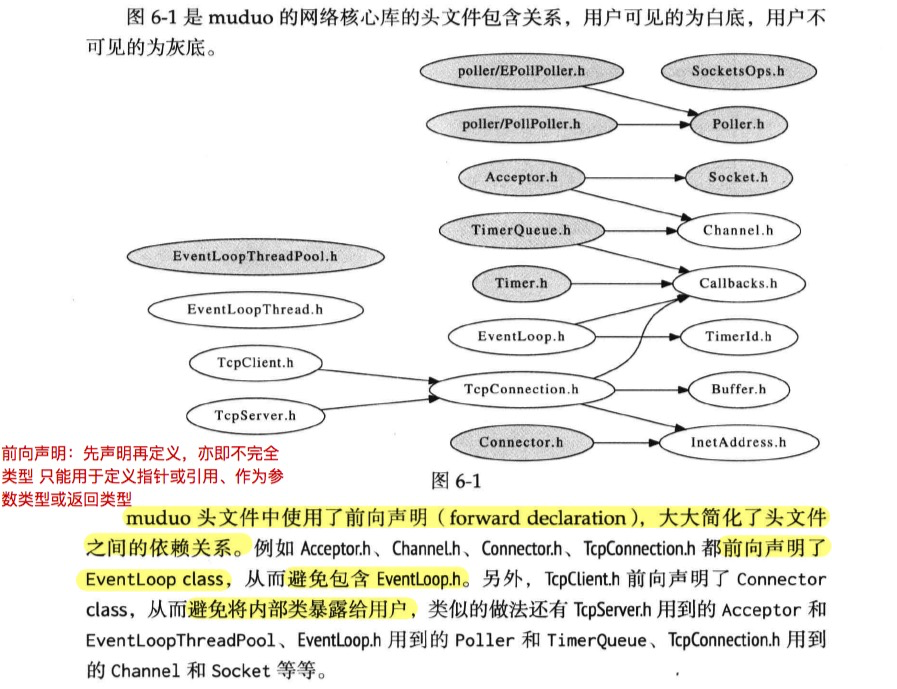 图 6-1 是 muduo 的网络核心库的头文件包含关系，用户可见的为白底，用户不
可见的为灰底。
poller/EPollPoller.h
SocketsOps.h
poller/PollPoller.h
Poller.h
Acceptor.h
Socket.h
TimerQueue.h
Channel.h
EventLoopThreadPool.h
Timer.h
Callbacks.h
EventLoopThread.h
EventLoop.h
TimerId.h
TcpClient.h
TcpConnection.h
Buffer.h
TcpServer.h
Connector.h
InetAddress.h
前向声明：先声明再定义，亦即不完全
类型 只能用于定义指针或引用、作为参
数类型或返回类型
图 6-1
muduo 头文件中使用了前向声明（forward declaration），大大简化了头文件
之间的依赖关系。例如 Acceptor.h、Channel.h、Connector.h、TcpConnection.h 都前向声明了
EventLoop class，从而避免包含 EventLoop.h。另外，TcpClient.h 前向声明了 Connector
class，从而避免将内部类暴露给用户，类似的做法还有 TcpServer.h 用到的 Acceptor 和
EventLoopThreadPool、EventLoop.h 用到的 Poller 和 TimerQueue、TcpConnection.h 用到
的 Channel 和 Socket 等等。